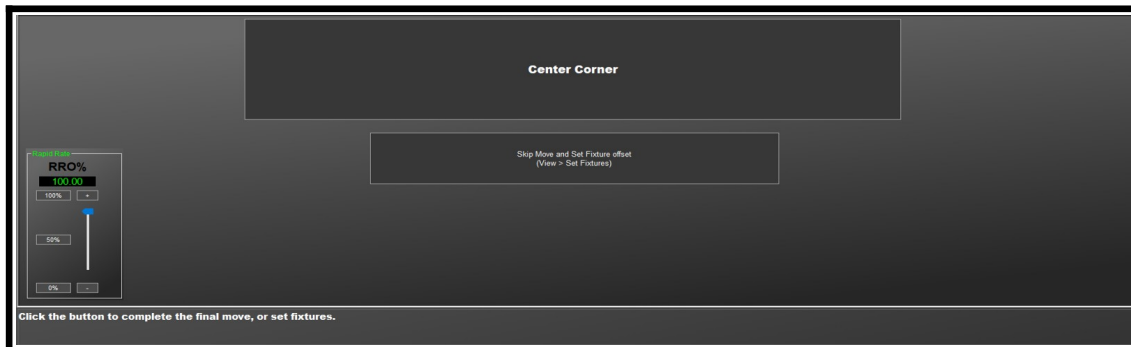 Center Corner
Skip Move and Set Fixture offset
(View > Set Fixtures)
Rapid Rate
RRO%
100.00
100% +
50%
0% -
Click the button to complete the final move, or set fixtures.